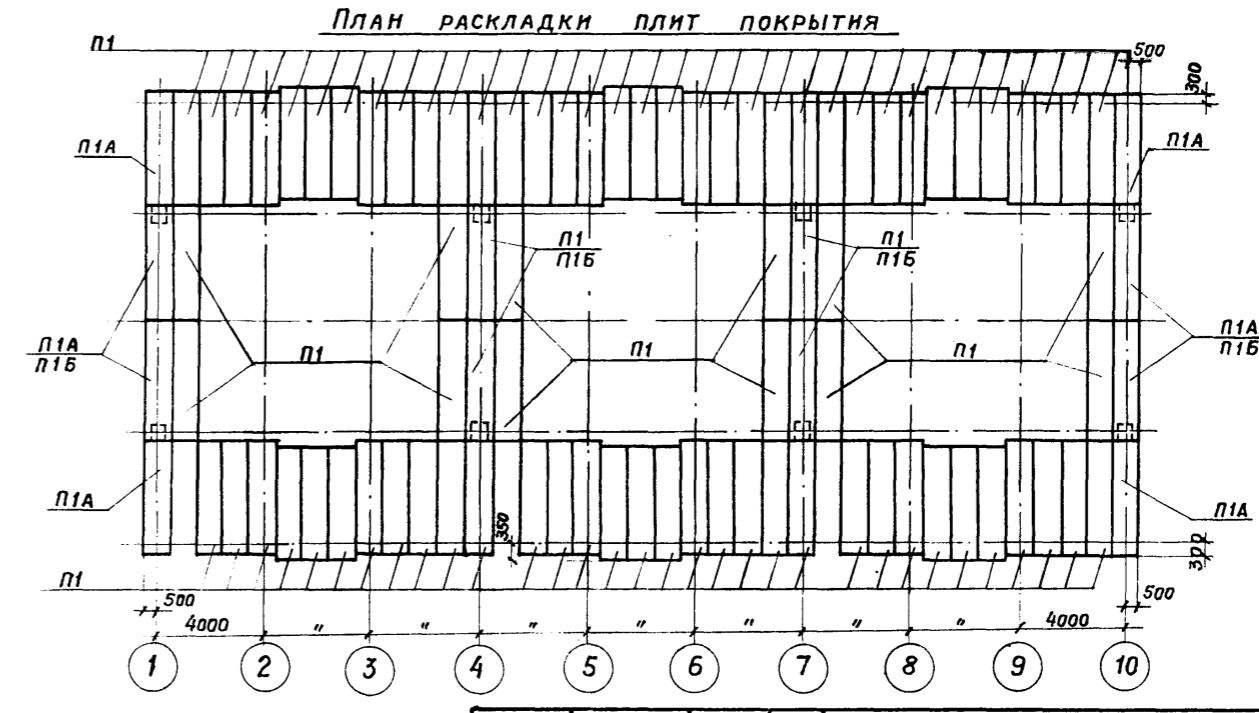 План раскладки плит покрытия
П1
500
300
П1А
П1А
П1
П1Б
П1
П1Б
П1А
П1Б
П1
П1
П1
П1А
П1Б
П1А
П1А
350
300
П1
500
500
4000 " " " " " " " 4000
1 2 3 4 5 6 7 8 9 10